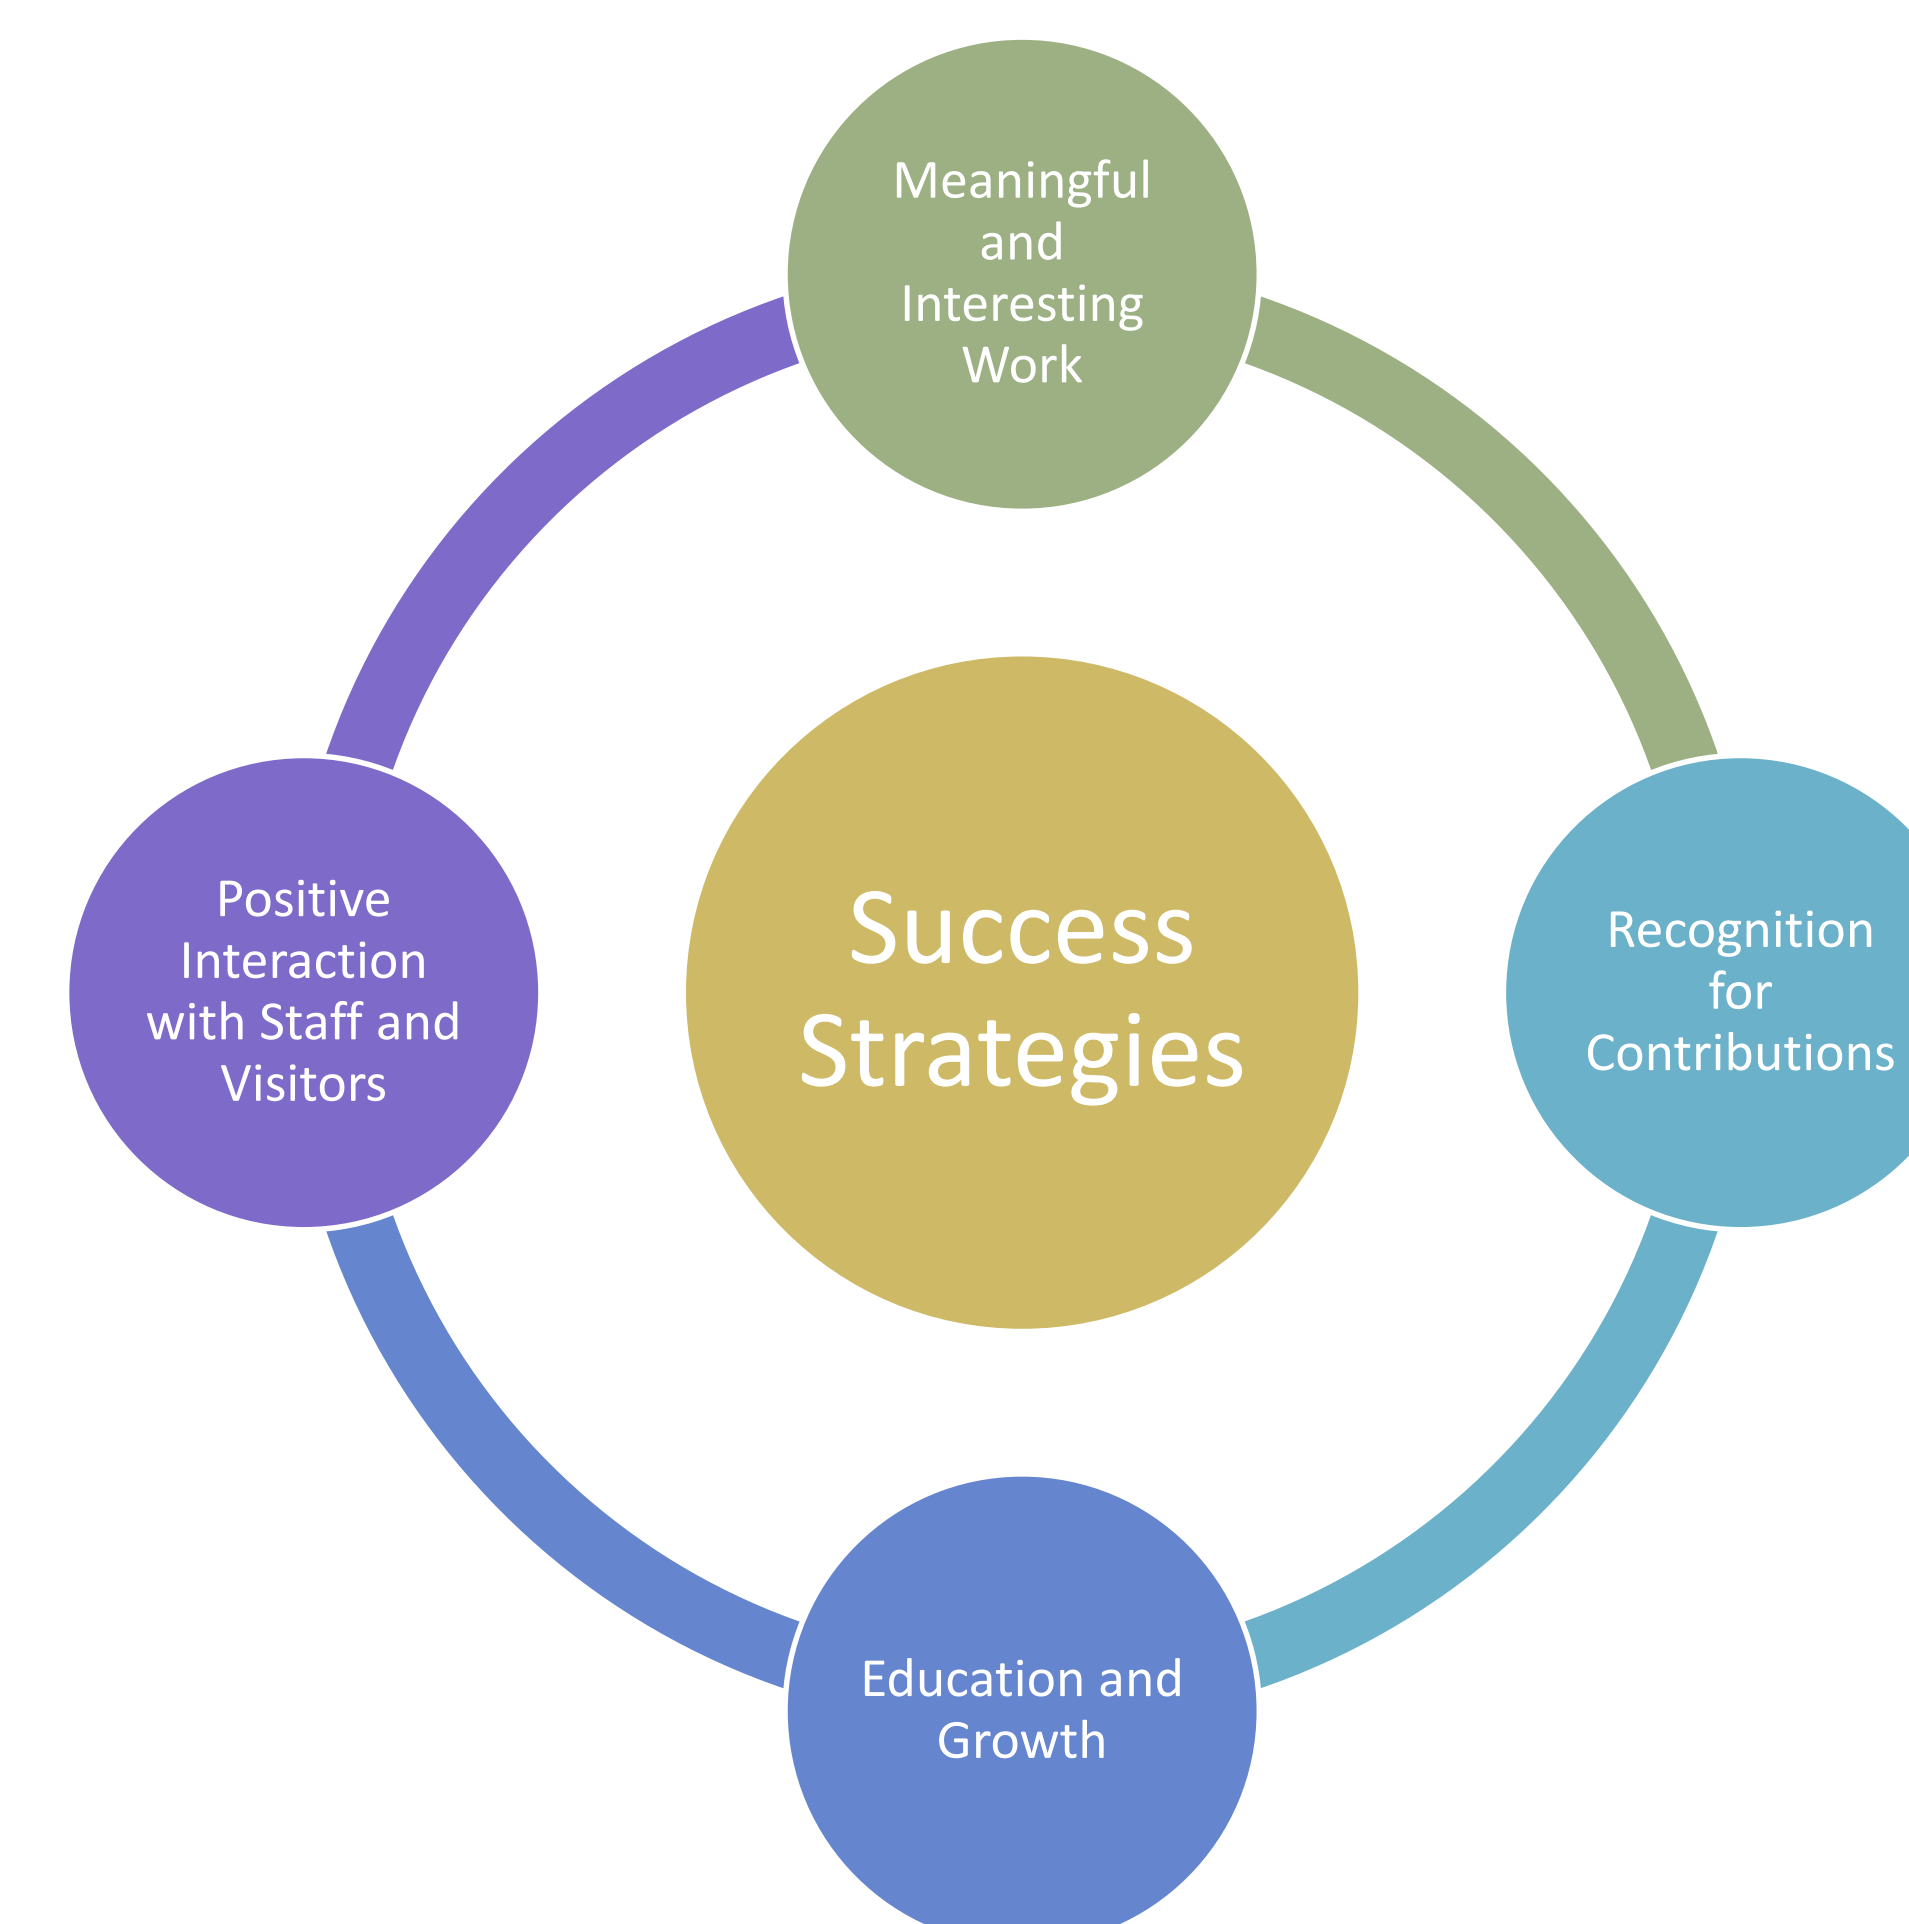 Meaningful
and
Interesting
Work
Positive
Interaction
with Staff and
Visitors
Success
Strategies
Recognition
for
Contributions
Education and
Growth